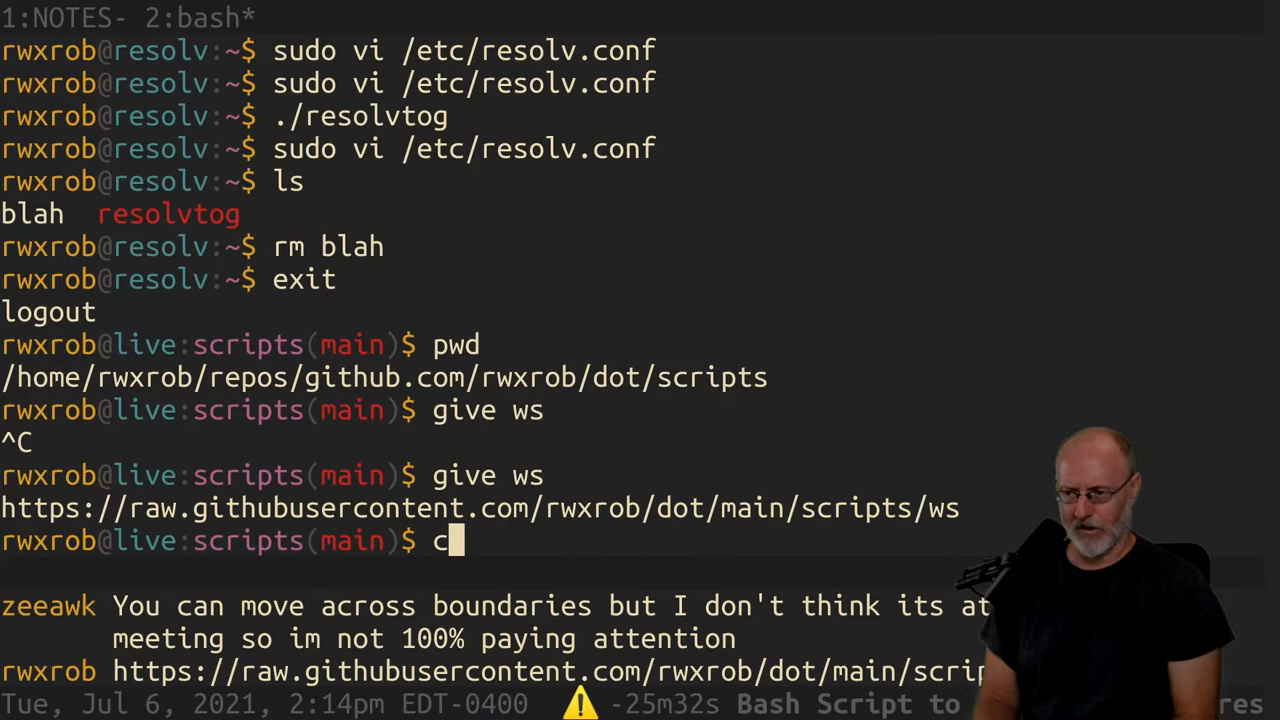 1:NOTES- 2:bash*
rwxrob@resolv:~$ sudo vi /etc/resolv.conf
rwxrob@resolv:~$ sudo vi /etc/resolv.conf
rwxrob@resolv:~$ ./resolvtog
rwxrob@resolv:~$ sudo vi /etc/resolv.conf
rwxrob@resolv:~$ ls
blah  resolvtog
rwxrob@resolv:~$ rm blah
rwxrob@resolv:~$ exit
logout
rwxrob@live:scripts(main)$ pwd
/home/rwxrob/repos/github.com/rwxrob/dot/scripts
rwxrob@live:scripts(main)$ give ws
^C
rwxrob@live:scripts(main)$ give ws
https://raw.githubusercontent.com/rwxrob/dot/main/scripts/ws
rwxrob@live:scripts(main)$ c
zeeawk You can move across boundaries but I don't think its at
meeting so im not 100% paying attention
rwxrob https://raw.githubusercontent.com/rwxrob/dot/main/scrip
Tue, Jul 6, 2021, 2:14pm EDT-0400 ⚠ -25m32s Bash Script to res